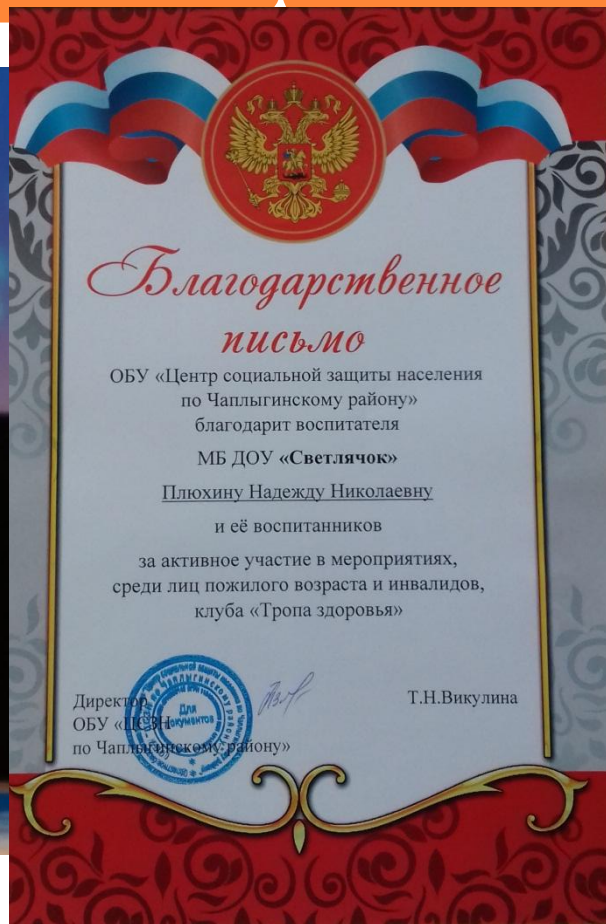 Благодарственное
письмо
ОБУ «Центр социальной защиты населения
по Чаплыгинскому району»
благодарит воспитателя
МБ ДОУ «Светлячок»
Плюхину Надежду Николаевну
и её воспитанников
за активное участие в мероприятиях,
среди лиц пожилого возраста и инвалидов,
клуба «Тропа здоровья»
Директор Т.Н.Викулина
ОБУ «ЦСЗН
по Чаплыгинскому району»
Для
документов